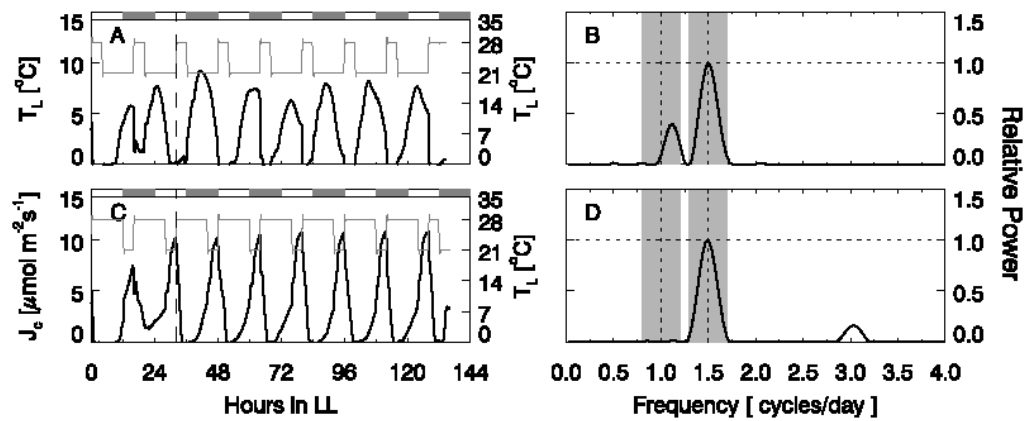 A
15
10
5
0
T_L [°C]
35
28
21
14
7
0
T_L [°C]
B
1.5
1.0
0.5
0.0
Relative Power
C
15
10
5
0
J_c [μmol m⁻²s⁻¹]
35
28
21
14
7
0
T_L [°C]
D
1.5
1.0
0.5
0.0
0 24 48 72 96 120 144
Hours in LL
0.0 0.5 1.0 1.5 2.0 2.5 3.0 3.5 4.0
Frequency [ cycles/day ]